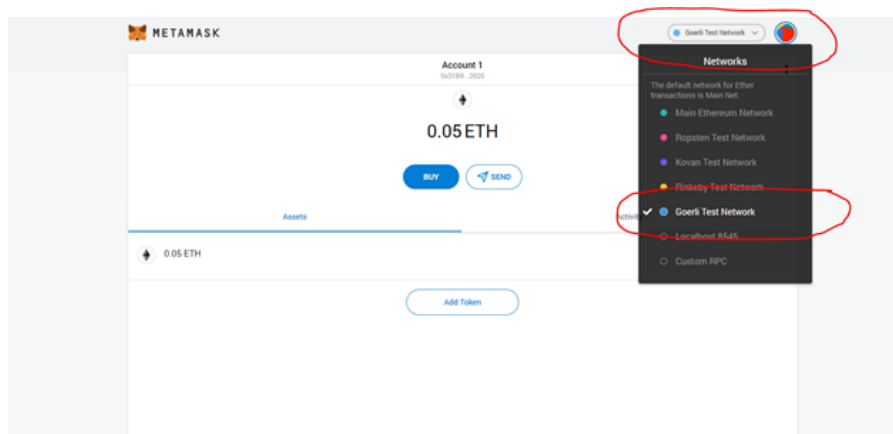 METAMASK
Goerli Test Network
Account 1
0x31B9...3920
0.05 ETH
BUY
SEND
Assets
Activit
0.05 ETH
Add Token
Networks
The default network for Ether
transactions is Main Net.
Main Ethereum Network
Ropsten Test Network
Kovan Test Network
Rinkeby Test Network
Goerli Test Network
Localhost 8545
Custom RPC